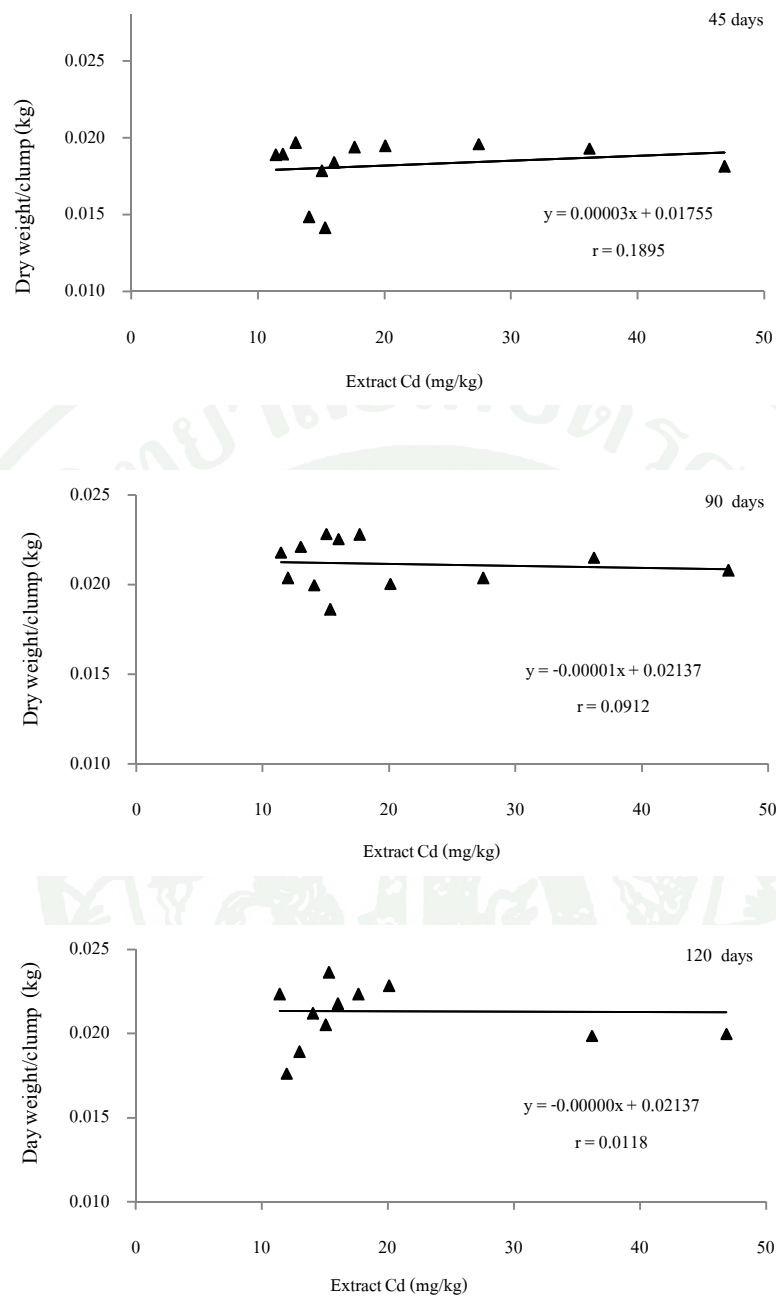 45 days
0.025
0.020
0.015
0.010
Dry weight/clump (kg)
y = 0.00003x + 0.01755
r = 0.1895
0 10 20 30 40 50
Extract Cd (mg/kg)
0.025
90 days
0.020
0.015
0.010
Dry weight/clump (kg)
y = -0.00001x + 0.02137
r = 0.0912
0 10 20 30 40 50
Extract Cd (mg/kg)
0.025
120 days
0.020
0.015
0.010
Day weight/clump (kg)
y = -0.00000x + 0.02137
r = 0.0118
0 10 20 30 40 50
Extract Cd (mg/kg)